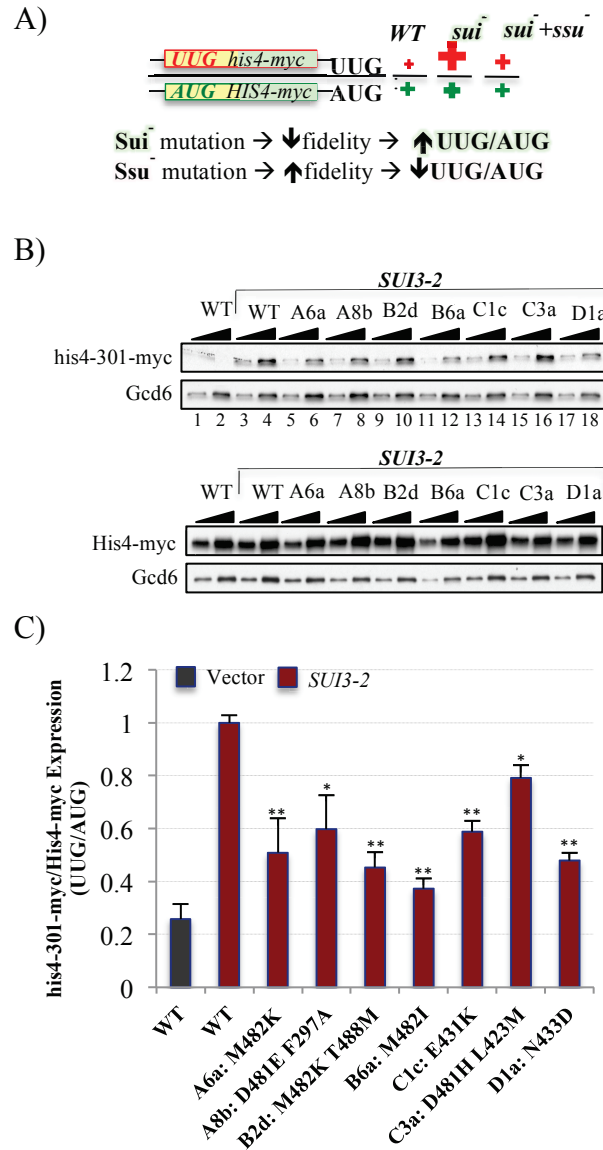 A)
WT sui- sui-+ssu-
UUG his4-myc UUG
AUG HIS4-myc AUG
Sui- mutation → ↓fidelity → ↑UUG/AUG
Ssu- mutation → ↑fidelity → ↓UUG/AUG
B)
SUI3-2
WT WT A6a A8b B2d B6a C1c C3a D1a
his4-301-myc
Gcd6
1 2 3 4 5 6 7 8 9 10 11 12 13 14 15 16 17 18
SUI3-2
WT WT A6a A8b B2d B6a C1c C3a D1a
His4-myc
Gcd6
C)
his4-301-myc/His4-myc Expression
(UUG/AUG)
1.2
1
0.8
0.6
0.4
0.2
0
Vector SUI3-2
** * ** ** ** * **
WT
WT
A6a: M482K
A8b: D481E F297A
B2d: M482K T488M
B6a: M482I
C1c: E431K
C3a: D481H L423M
D1a: N433D